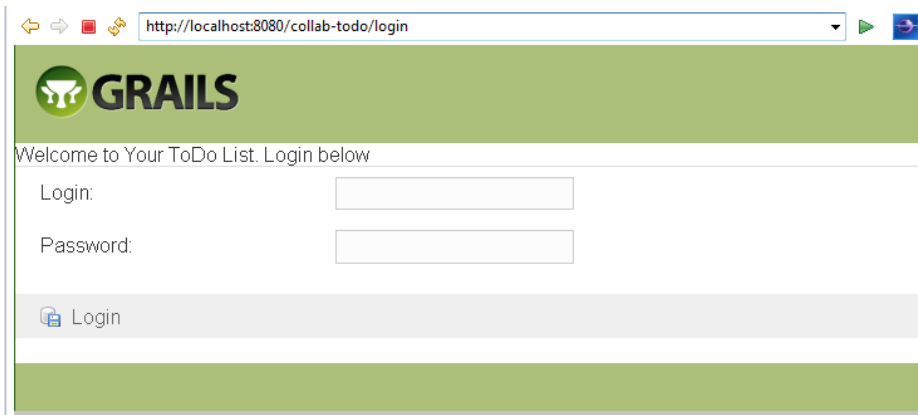 http://localhost:8080/collab-todo/login
GRAILS
Welcome to Your ToDo List. Login below
Login:
Password:
Login